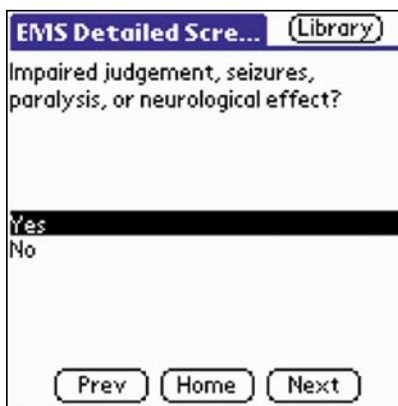 EMS Detailed Scre... (Library)
Impaired judgement, seizures,
paralysis, or neurological effect?
Yes
No
Prev Home Next